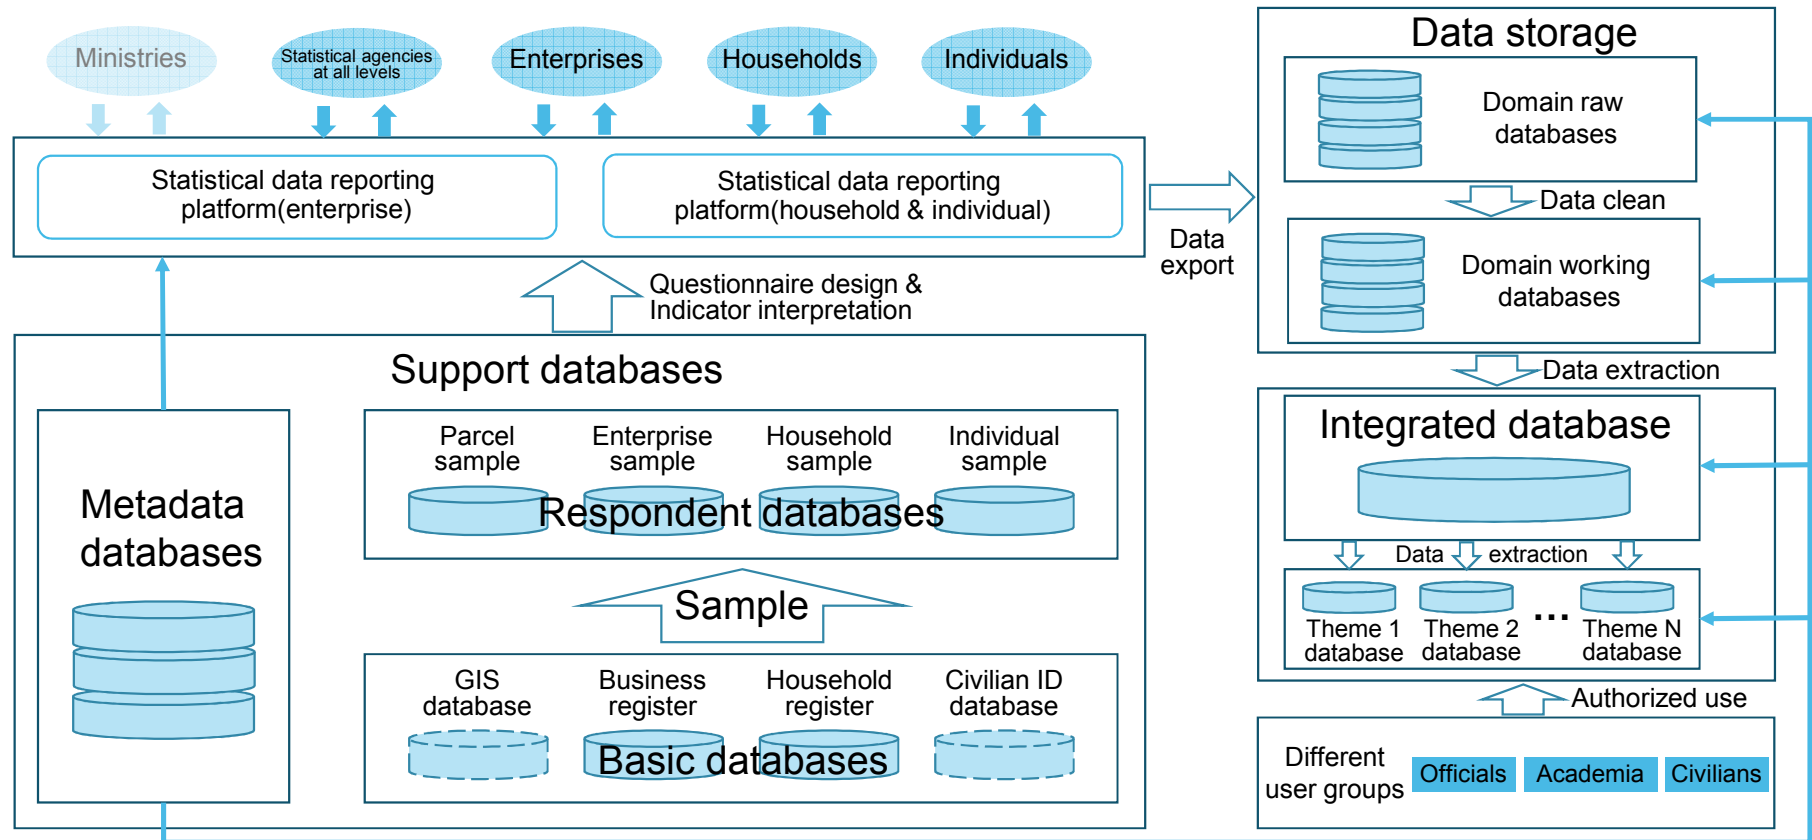 Ministries
Statistical agencies
at all levels
Enterprises
Households
Individuals
Statistical data reporting
platform(enterprise)
Statistical data reporting
platform(household & individual)
Data
export
Questionnaire design &
Indicator interpretation
Support databases
Metadata
databases
Parcel
sample
Enterprise
sample
Household
sample
Individual
sample
Respondent databases
Sample
GIS
database
Business
register
Household
register
Civilian ID
database
Basic databases
Data storage
Domain raw
databases
Data clean
Domain working
databases
Data extraction
Integrated database
Data extraction
Theme 1
database
Theme 2
database
...
Theme N
database
Authorized use
Different
user groups
Officials
Academia
Civilians